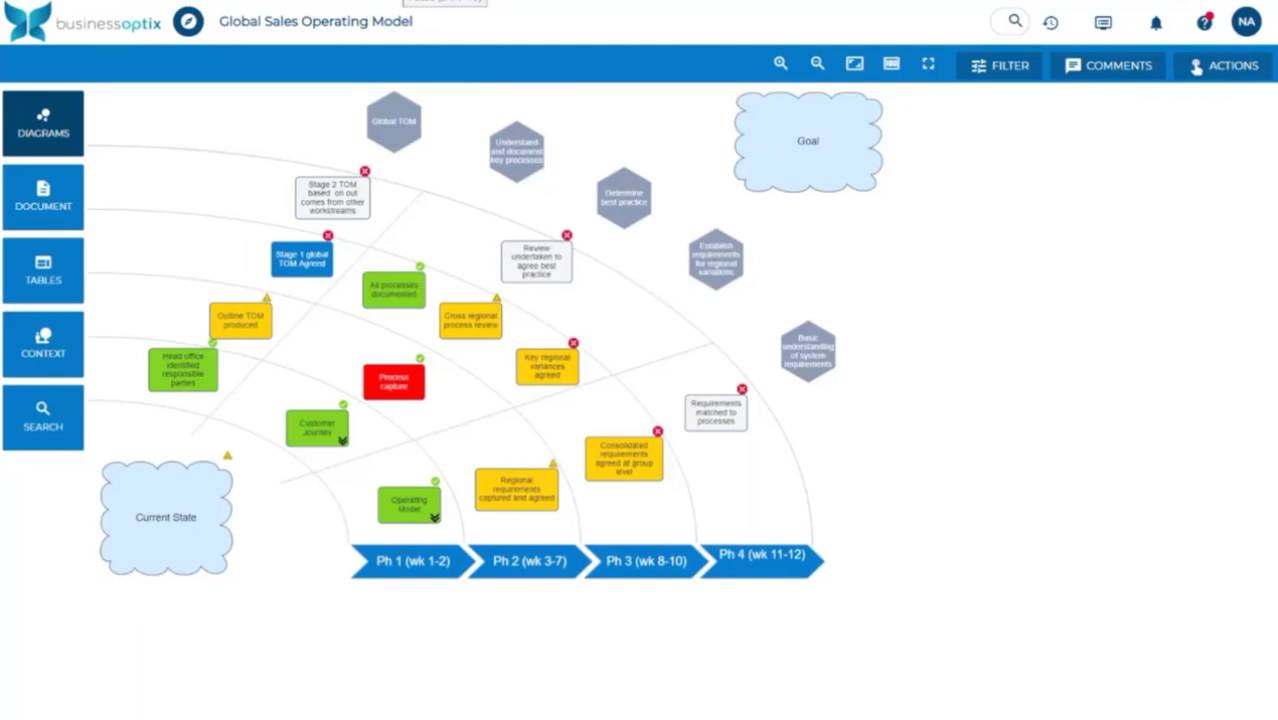 businessoptix
Global Sales Operating Model
NA
FILTER
COMMENTS
ACTIONS
DIAGRAMS
DOCUMENT
TABLES
CONTEXT
SEARCH
Global TOM
Understand
and document
key processes
Determine
best practice
Establish
requirements
for regional
variations
Basic
understanding
of system
requirements
Goal
Stage 2 TOM
based on out
comes from other
workstreams
Stage 1 global
TOM Agreed
Outline TOM
produced
Head office
identified
responsible
parties
All processes
documented
Review
undertaken to
agree best
practice
Cross regional
process review
Process
capture
Key regional
variances
agreed
Customer
Journey
Requirements
matched to
processes
Consolidated
requirements
agreed at group
level
Regional
requirements
captured and agreed
Operating
Model
Current State
Ph 1 (wk 1-2)
Ph 2 (wk 3-7)
Ph 3 (wk 8-10)
Ph 4 (wk 11-12)